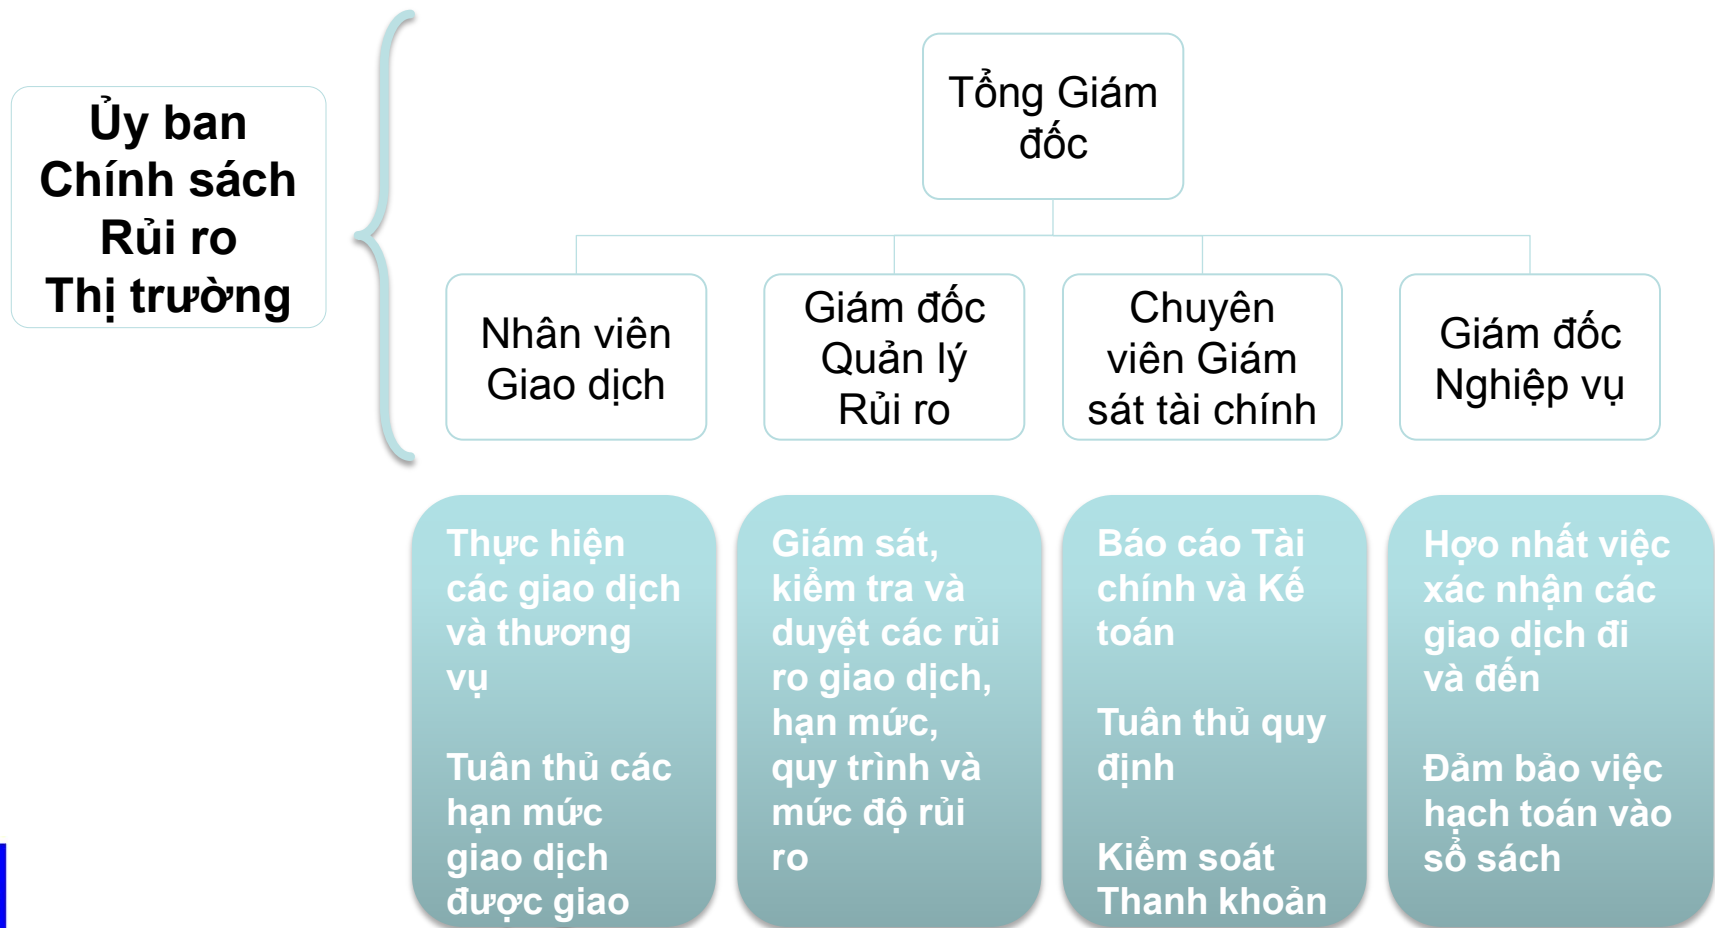 Ủy ban
Chính sách
Rủi ro
Thị trường
Tổng Giám
đốc
Nhân viên
Giao dịch
Giám đốc
Quản lý
Rủi ro
Chuyên
viên Giám
sát tài chính
Giám đốc
Nghiệp vụ
Thực hiện
các giao dịch
và thương
vụ
Tuân thủ các
hạn mức
giao dịch
được giao
Giám sát,
kiểm tra và
duyệt các rủi
ro giao dịch,
hạn mức,
quy trình và
mức độ rủi
ro
Báo cáo Tài
chính và Kế
toán
Tuân thủ quy
định
Kiểm soát
Thanh khoản
Hợo nhất việc
xác nhận các
giao dịch đi
và đến
Đảm bảo việc
hạch toán vào
sổ sách